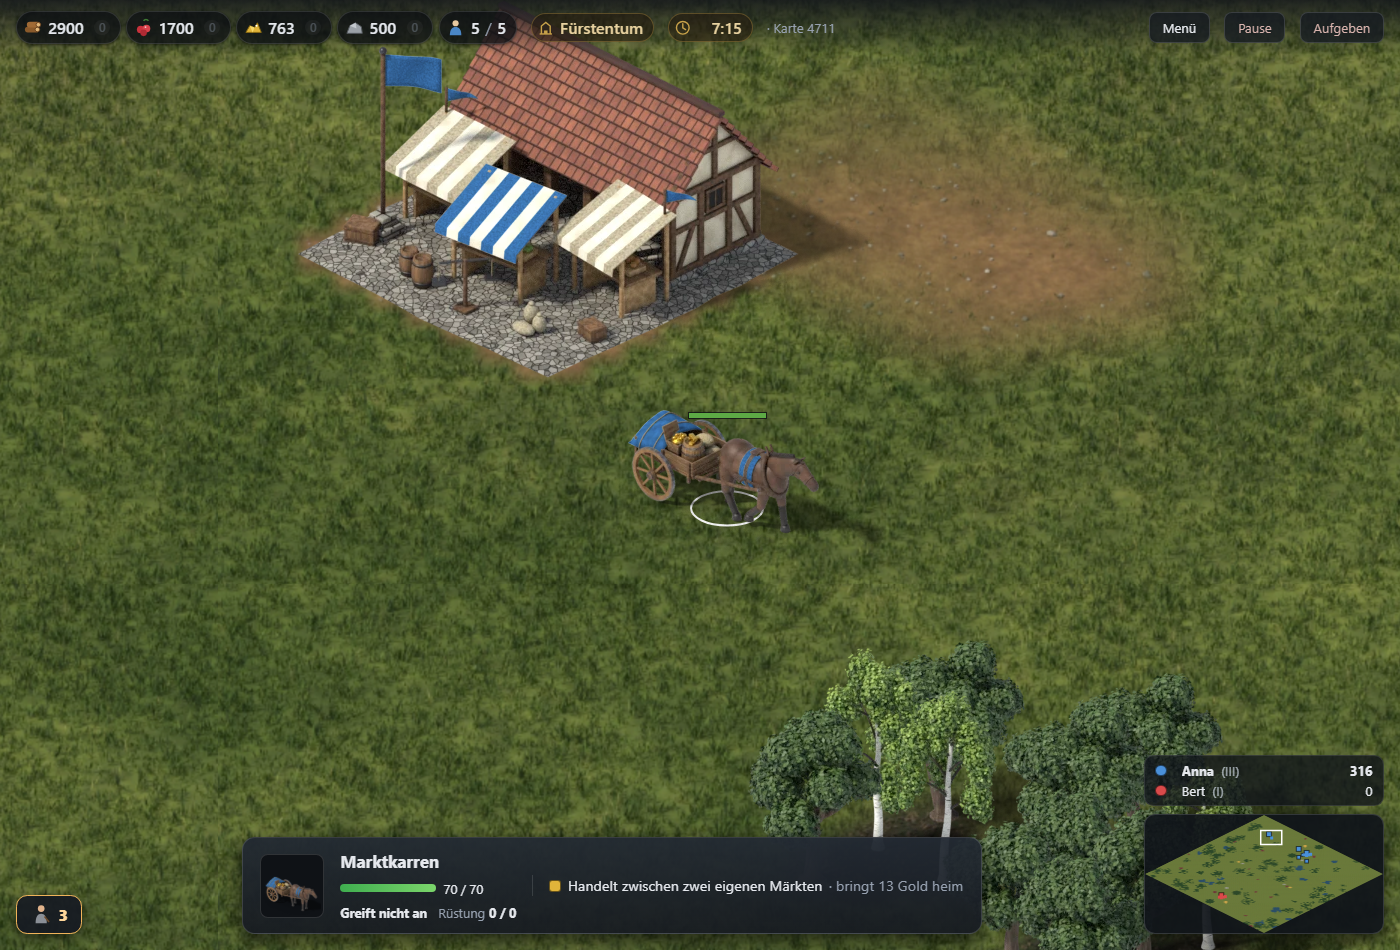 2900 0 1700 0 763 0 500 0 5 / 5 Fürstentum 7:15 · Karte 4711 Menü Pause Aufgeben
Anna (III) 316
Bert (I) 0
Marktkarren
70 / 70
Handelt zwischen zwei eigenen Märkten · bringt 13 Gold heim
Greift nicht an Rüstung 0 / 0
3